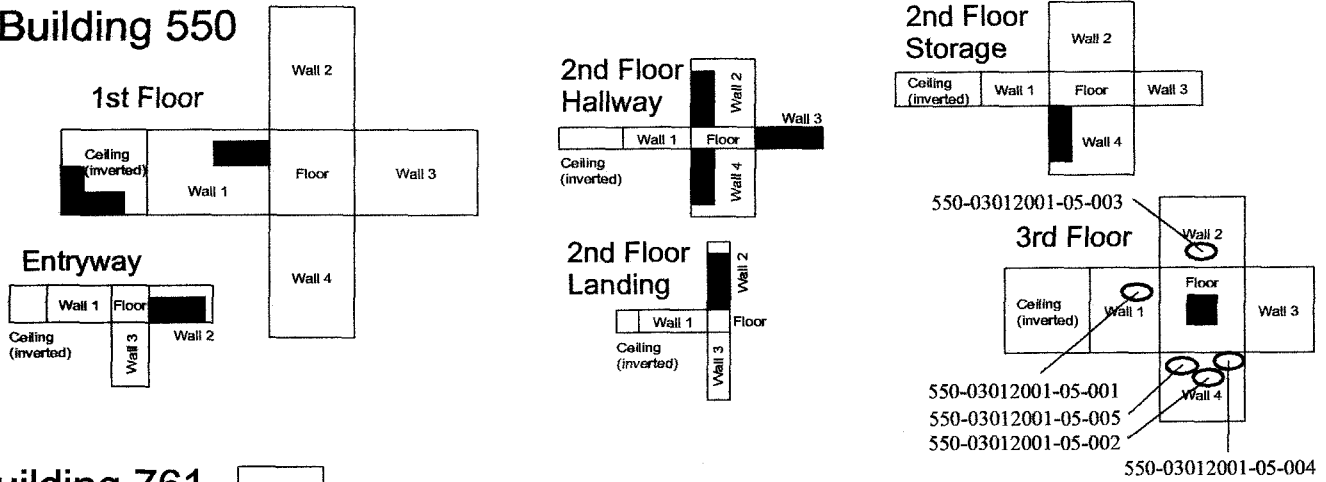 Building 550
1st Floor
Wall 2
Ceiling
(inverted)
Wall 1
Floor
Wall 3
Wall 4
Entryway
Wall 1
Floor
Wall 2
Wall 3
Ceiling
(inverted)
2nd Floor
Hallway
Wall 2
Wall 3
Wall 1
Floor
Ceiling
(inverted)
Wall 4
2nd Floor
Landing
Wall 2
Wall 1
Floor
Ceiling
(inverted)
Wall 3
2nd Floor
Storage
Wall 2
Ceiling
(inverted)
Wall 1
Floor
Wall 3
Wall 4
550-03012001-05-003
3rd Floor
Wall 2
Floor
Ceiling
(inverted)
Wall 1
Wall 3
550-03012001-05-001
550-03012001-05-005
550-03012001-05-002
Wall 4
550-03012001-05-004
Building 761